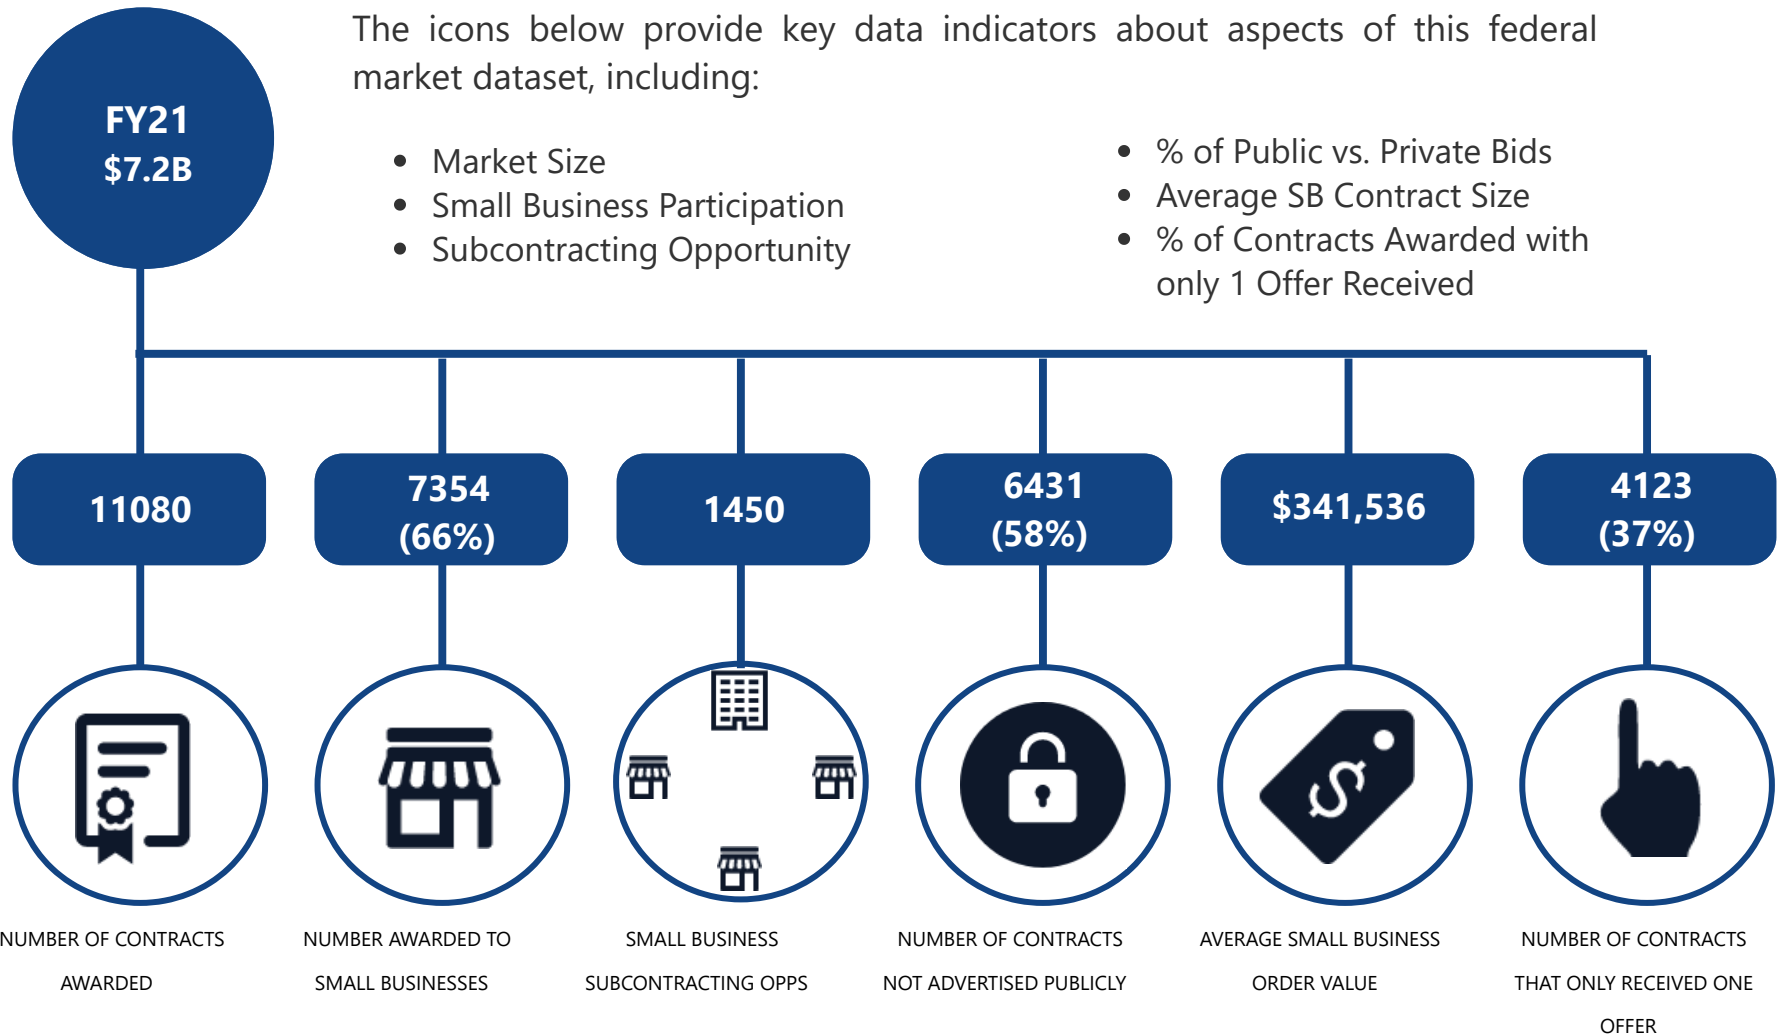 FY21
$7.2B
The icons below provide key data indicators about aspects of this federal
market dataset, including:
• Market Size
• Small Business Participation
• Subcontracting Opportunity
• % of Public vs. Private Bids
• Average SB Contract Size
• % of Contracts Awarded with
only 1 Offer Received
11080
7354
(66%)
1450
6431
(58%)
$341,536
4123
(37%)
$
NUMBER OF CONTRACTS
AWARDED
NUMBER AWARDED TO
SMALL BUSINESSES
SMALL BUSINESS
SUBCONTRACTING OPPS
NUMBER OF CONTRACTS
NOT ADVERTISED PUBLICLY
AVERAGE SMALL BUSINESS
ORDER VALUE
NUMBER OF CONTRACTS
THAT ONLY RECEIVED ONE
OFFER